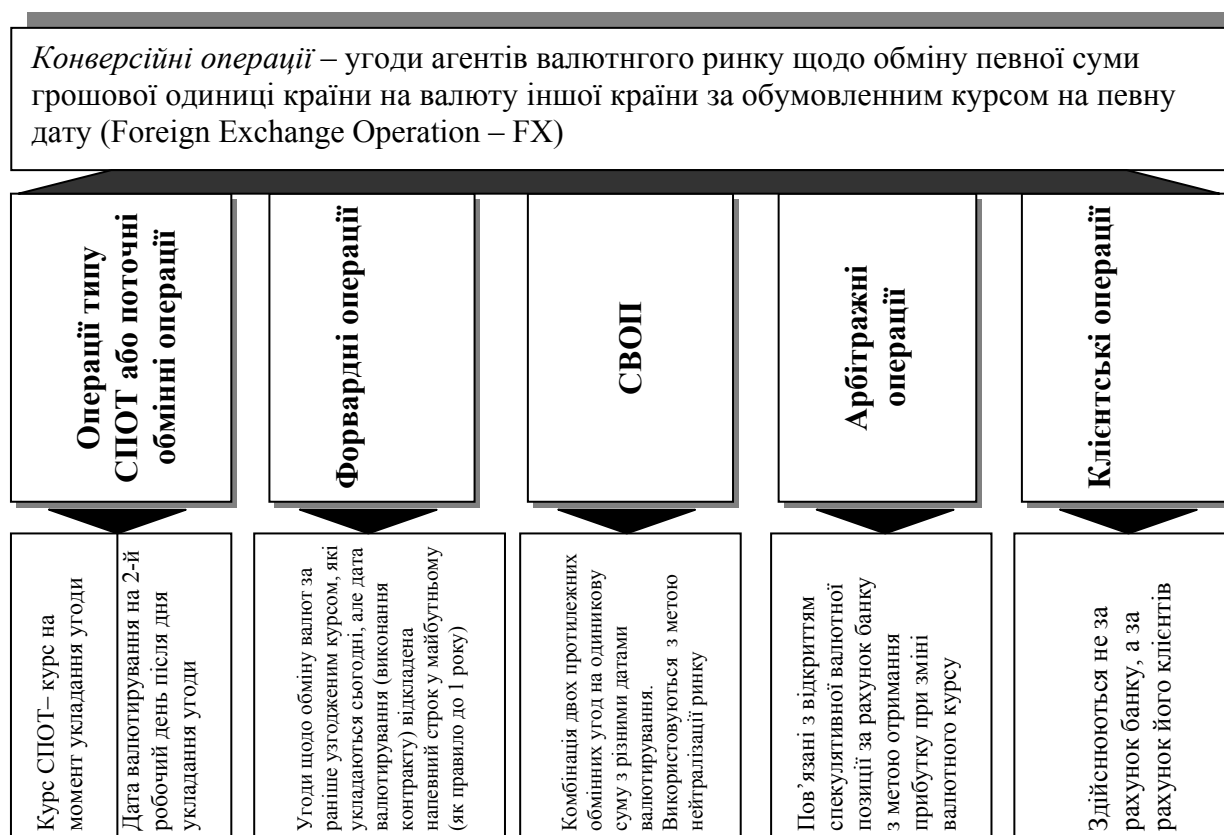 Конверсійні операції – угоди агентів валютнгого ринку щодо обміну певної суми
грошової одиниці країни на валюту іншої країни за обумовленним курсом на певну
дату (Foreign Exchange Operation – FX)
Операції типу
СПОТ або поточні
обмінні операції
Форвардні операції
СВОП
Арбітражні
операції
Клієнтські операції
Курс СПОТ– курс на
момент укладання угоди
Дата валютирування на 2-й
робочий день після дня
укладання угоди
Угоди щодо обміну валют за
раніше узгодженим курсом, які
укладаються сьогодні, але дата
валютирування (виконання
контракту) відкладена
напевний строк у майбутньому
(як правило до 1 року)
Комбінація двох протилежних
обмінних угод на одиникову
суму з різними датами
валютирування.
Використовуються з метою
нейтралізації ринку
Пов’язані з відкриттям
спекулятивної валютної
позиції за рахунок банку
з метою отримання
прибутку при зміні
валютного курсу
Здійснюються не за
рахунок банку, а за
рахунок його клієнтів